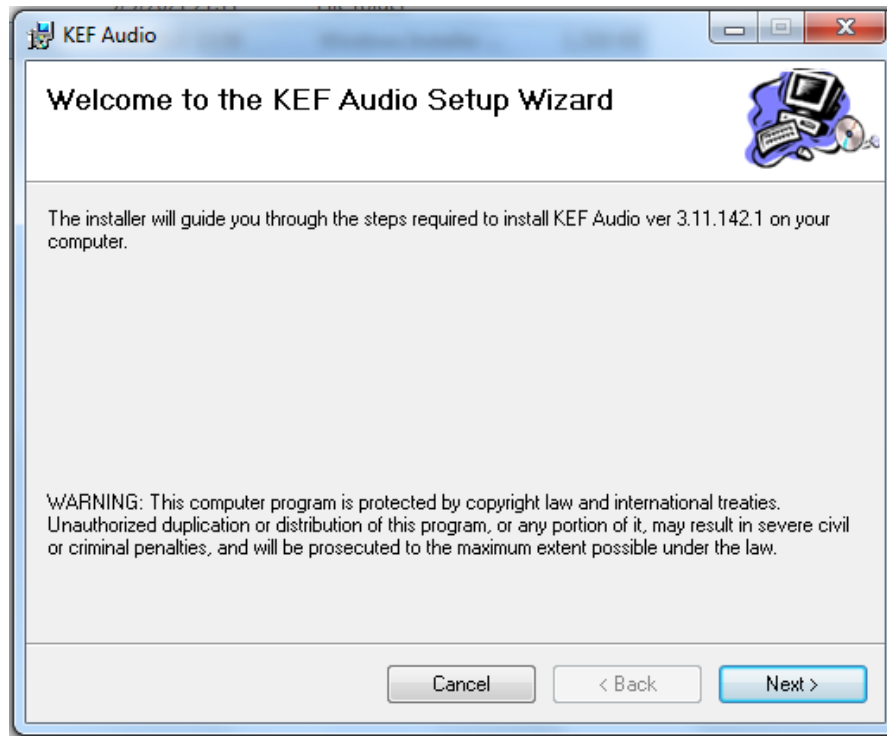 KEF Audio
Welcome to the KEF Audio Setup Wizard
The installer will guide you through the steps required to install KEF Audio ver 3.11.142.1 on your
computer.
WARNING: This computer program is protected by copyright law and international treaties.
Unauthorized duplication or distribution of this program, or any portion of it, may result in severe civil
or criminal penalties, and will be prosecuted to the maximum extent possible under the law.
Cancel < Back Next >